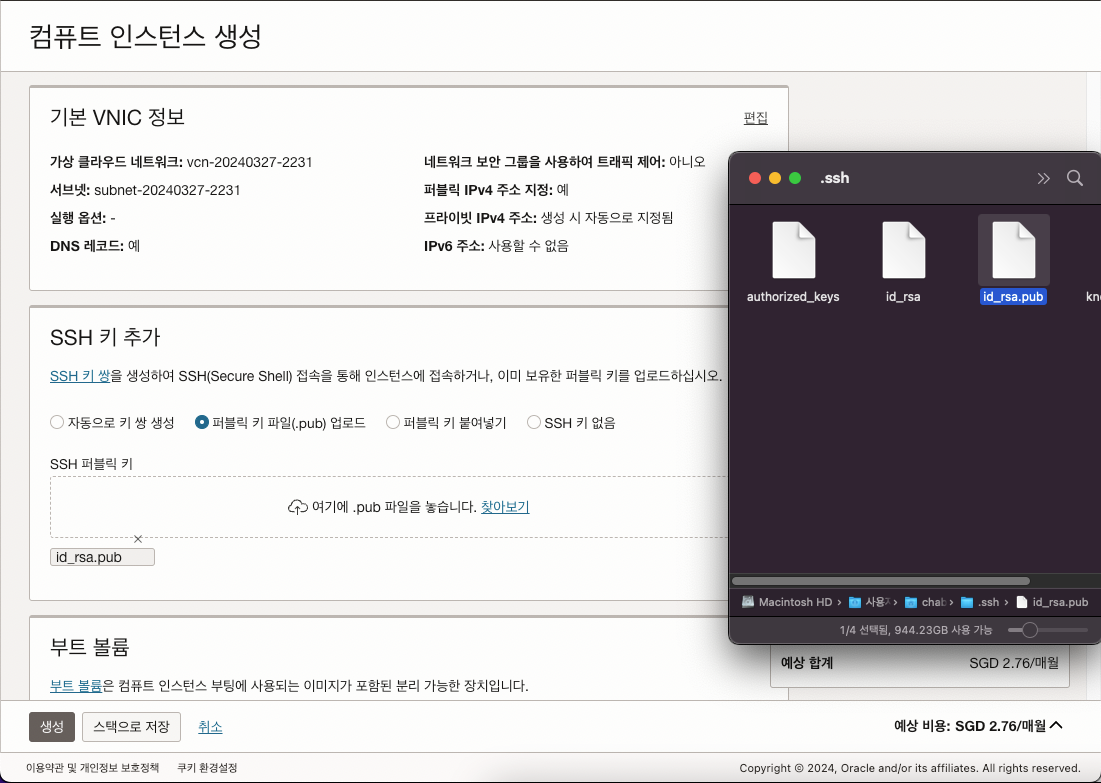 컴퓨트 인스턴스 생성
기본 VNIC 정보
편집
가상 클라우드 네트워크: vcn-20240327-2231
서브넷: subnet-20240327-2231
실행 옵션: -
DNS 레코드: 예
네트워크 보안 그룹을 사용하여 트래픽 제어: 아니오
퍼블릭 IPv4 주소 지정: 예
프라이빗 IPv4 주소: 생성 시 자동으로 지정됨
IPv6 주소: 사용할 수 없음
SSH 키 추가
SSH 키 쌍을 생성하여 SSH(Secure Shell) 접속을 통해 인스턴스에 접속하거나, 이미 보유한 퍼블릭 키를 업로드하십시오.
자동으로 키 쌍 생성
퍼블릭 키 파일(.pub) 업로드
퍼블릭 키 붙여넣기
SSH 키 없음
SSH 퍼블릭 키
여기에 .pub 파일을 놓습니다. 찾아보기
id_rsa.pub
부트 볼륨
부트 볼륨은 컴퓨트 인스턴스 부팅에 사용되는 이미지가 포함된 분리 가능한 장치입니다.
.ssh
authorized_keys
id_rsa
id_rsa.pub
kno
Macintosh HD › 사용자 › chab › .ssh › id_rsa.pub
1/4 선택됨, 944.23GB 사용 가능
예상 합계
SGD 2.76/매월
생성
스택으로 저장
취소
예상 비용: SGD 2.76/매월
이용약관 및 개인정보 보호정책
쿠키 환경설정
Copyright © 2024, Oracle and/or its affiliates. All rights reserved.